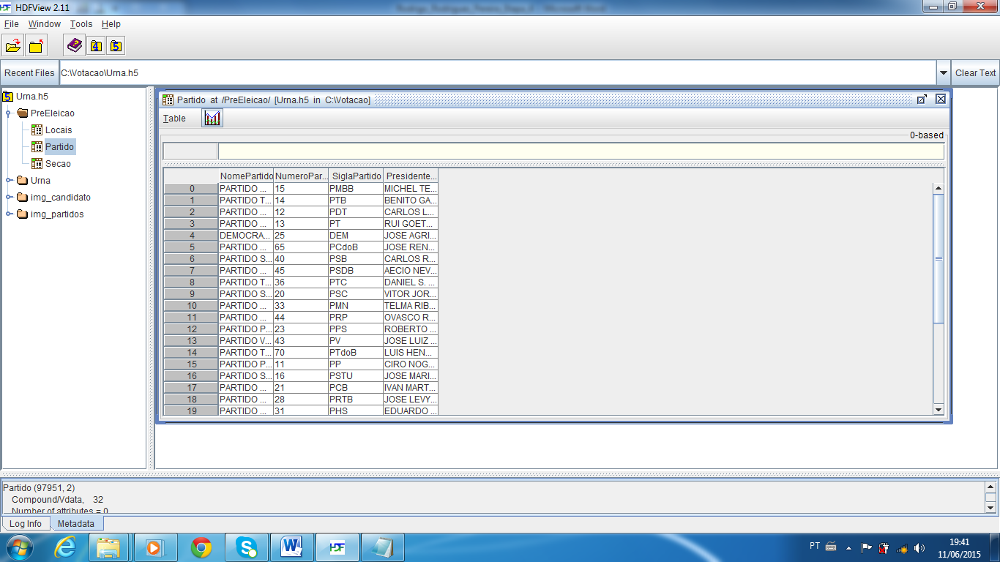 HDFView 2.11
File Window Tools Help
4 5
Recent Files C:\Votacao\Urna.h5 Clear Text
Urna.h5
PreEleicao
Locais
Partido
Secao
Urna
img_candidato
img_partidos
Partido at /PreEleicao/ [Urna.h5 in C:\Votacao]
Table
0-based
NomePartido NumeroPar... SiglaPartido Presidente...
0 PARTIDO ... 15 PMBB MICHEL TE...
1 PARTIDO T... 14 PTB BENITO GA...
2 PARTIDO ... 12 PDT CARLOS L...
3 PARTIDO ... 13 PT RUI GOET...
4 DEMOCRA... 25 DEM JOSE AGRI...
5 PARTIDO ... 65 PCdoB JOSE REN...
6 PARTIDO S... 40 PSB CARLOS R...
7 PARTIDO ... 45 PSDB AECIO NEV...
8 PARTIDO T... 36 PTC DANIEL S. ...
9 PARTIDO S... 20 PSC VITOR JOR...
10 PARTIDO ... 33 PMN TELMA RIB...
11 PARTIDO ... 44 PRP OVASCO R...
12 PARTIDO P... 23 PPS ROBERTO ...
13 PARTIDO V... 43 PV JOSE LUIZ ...
14 PARTIDO T... 70 PTdoB LUIS HEN...
15 PARTIDO P... 11 PP CIRO NOG...
16 PARTIDO S... 16 PSTU JOSE MARI...
17 PARTIDO ... 21 PCB IVAN MART...
18 PARTIDO ... 28 PRTB JOSE LEVY...
19 PARTIDO ... 31 PHS EDUARDO ...
Partido (97951, 2)
Compound/Vdata, 32
Number of attributes = 0
Log Info Metadata
PT 19:41
11/06/2015